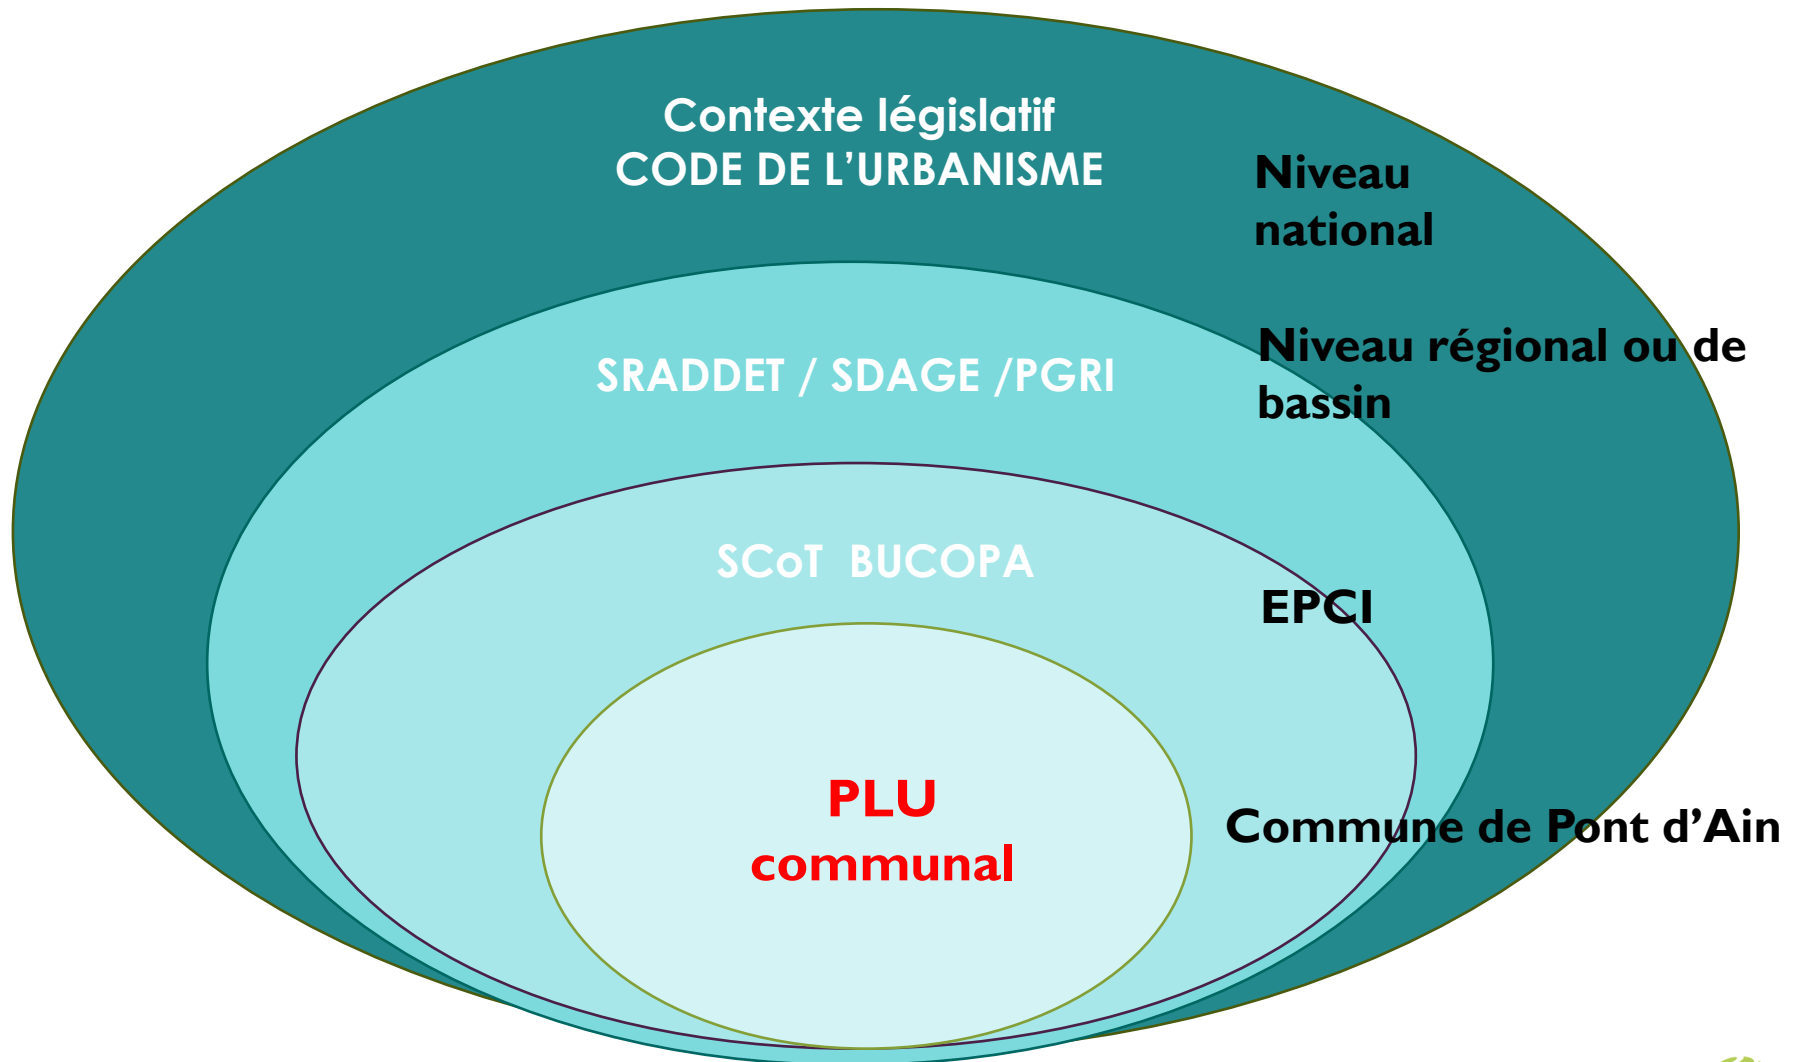 Contexte législatif
CODE DE L’URBANISME
Niveau
national
SRADDET / SDAGE /PGRI
Niveau régional ou de
bassin
SCoT  BUCOPA
EPCI
PLU
communal
Commune de Pont d’Ain